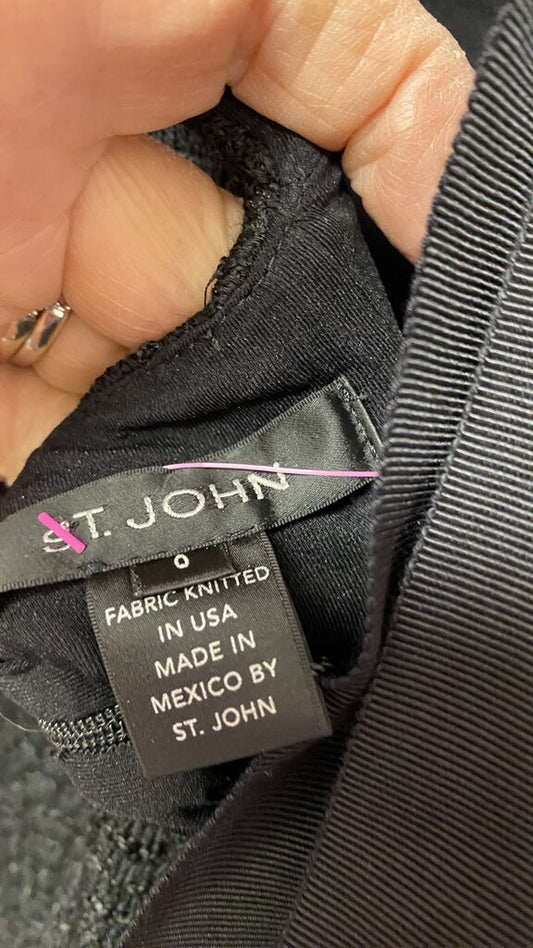 ST. JOHN
0
FABRIC KNITTED
IN USA
MADE IN
MEXICO BY
ST. JOHN